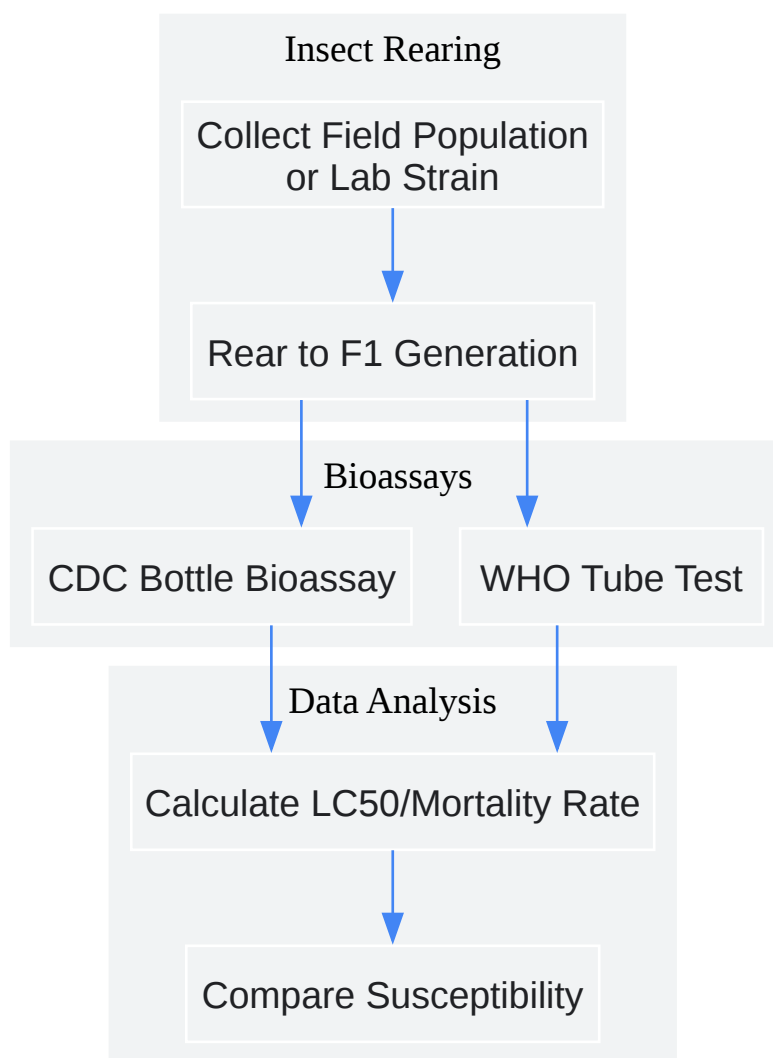 Insect Rearing
Collect Field Population
or Lab Strain
Rear to F1 Generation
Bioassays
CDC Bottle Bioassay
WHO Tube Test
Data Analysis
Calculate LC50/Mortality Rate
Compare Susceptibility